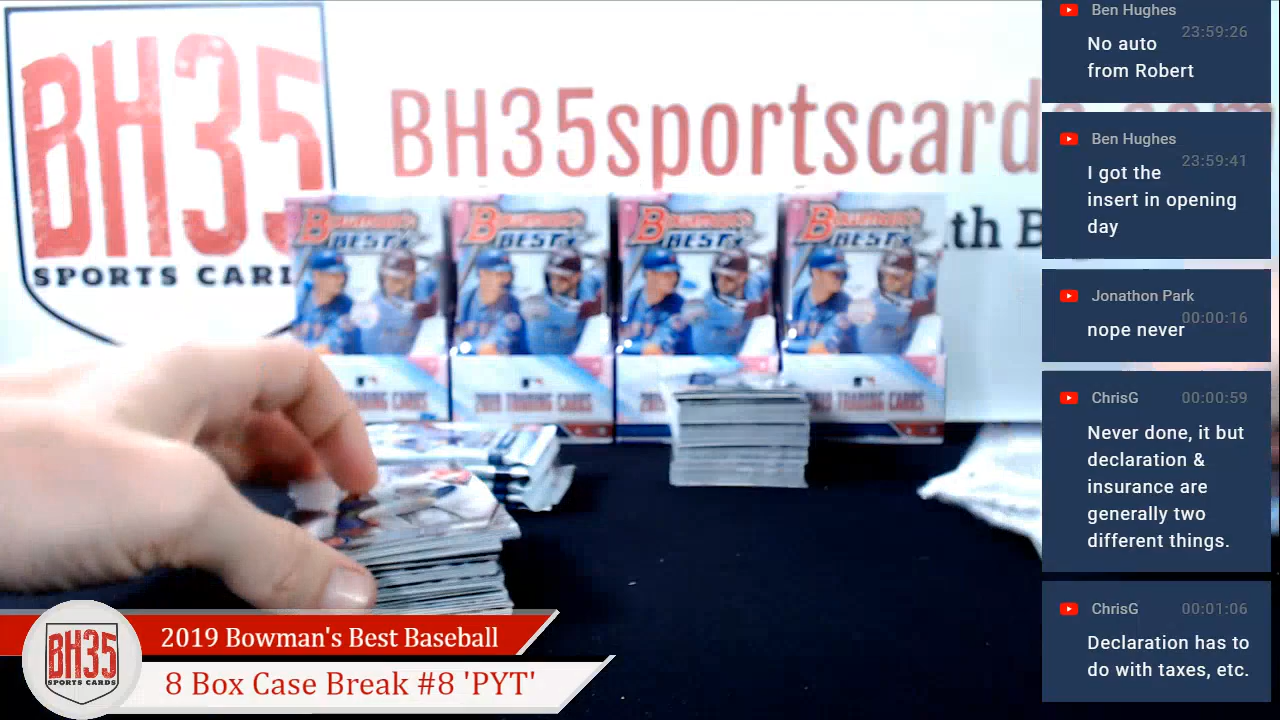 BH35
SPORTS CARDS
BH35sportscards.com
BOWMAN'S
BEST
BOWMAN'S
BEST
BOWMAN'S
BEST
BOWMAN'S
BEST
TRADING CARDS
2019 TRADING CARDS
TRADING CARDS
Ben Hughes
23:59:26
No auto
from Robert
Ben Hughes
23:59:41
I got the
insert in opening
day
Jonathon Park
00:00:16
nope never
ChrisG 00:00:59
Never done, it but
declaration &
insurance are
generally two
different things.
ChrisG 00:01:06
Declaration has to
do with taxes, etc.
BH35
SPORTS CARDS
2019 Bowman's Best Baseball
8 Box Case Break #8 'PYT'